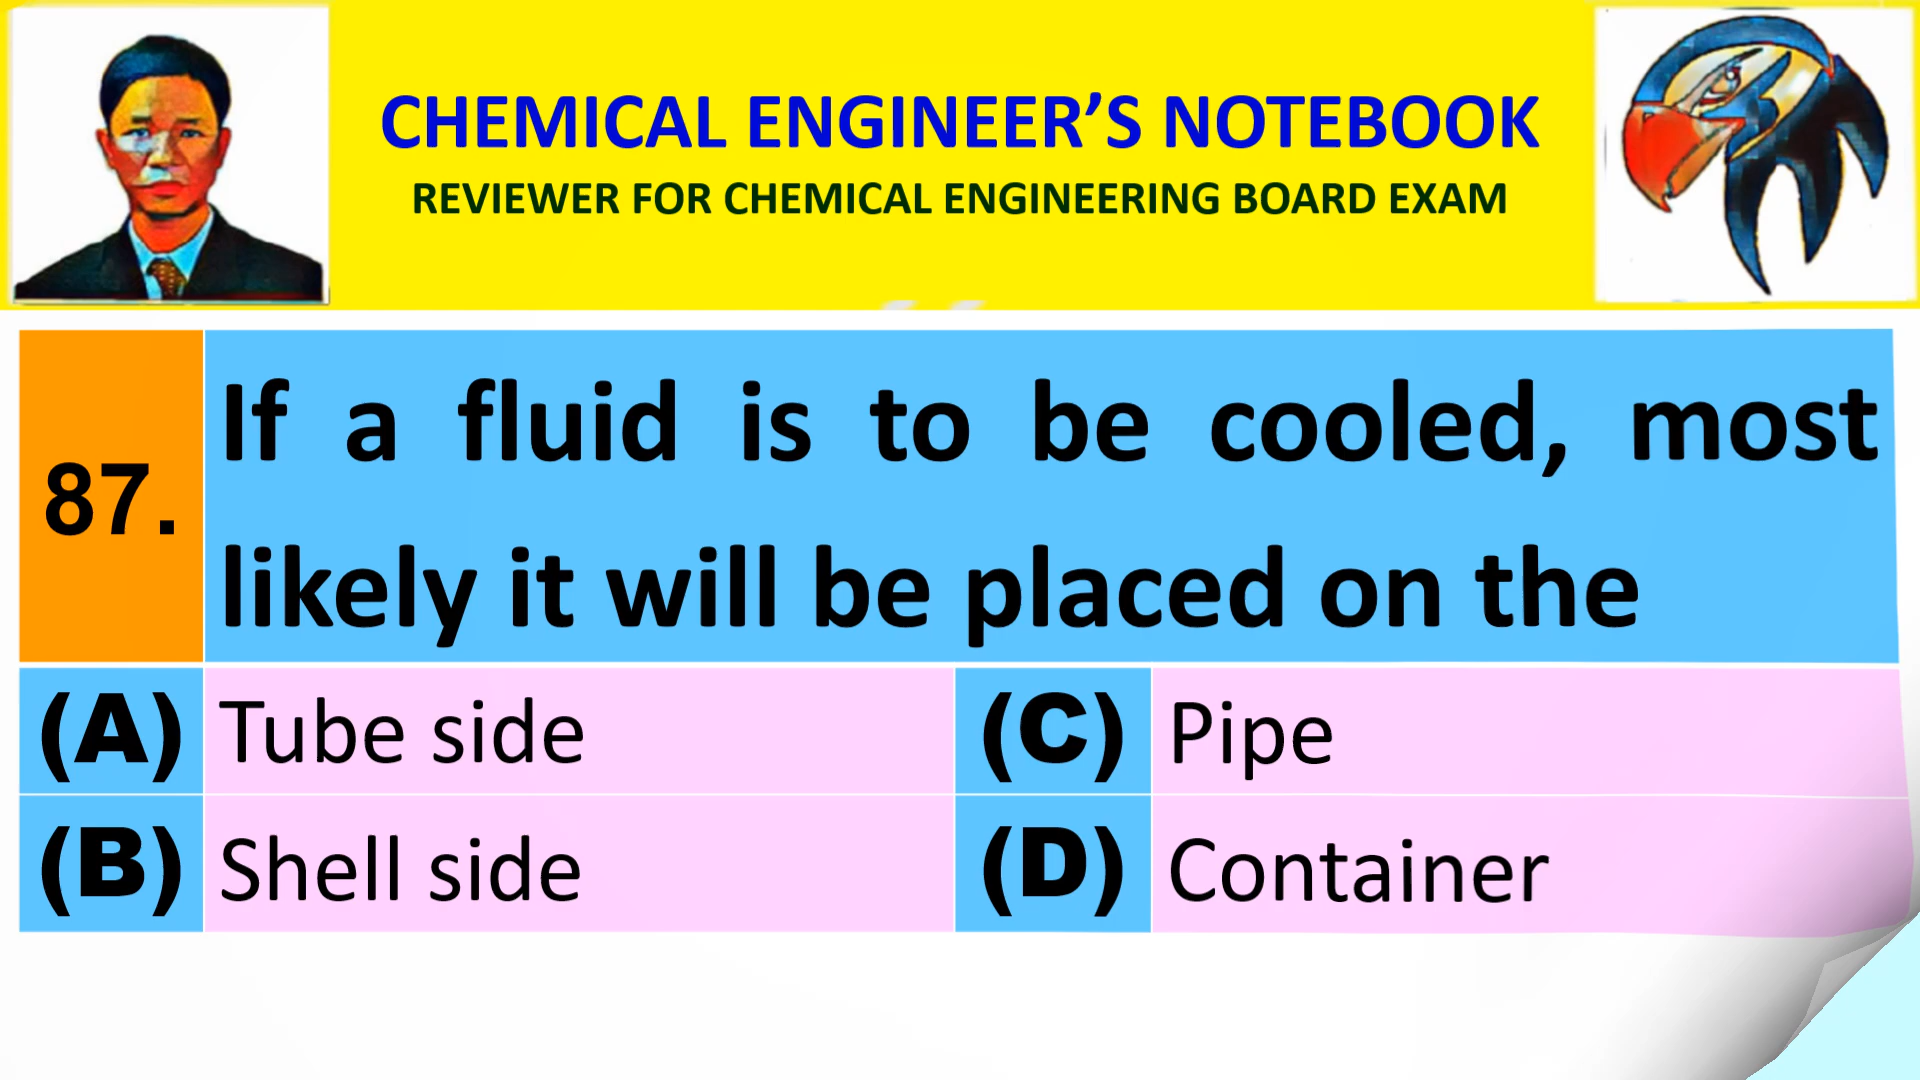 CHEMICAL ENGINEER’S NOTEBOOK
REVIEWER FOR CHEMICAL ENGINEERING BOARD EXAM
87.
If a fluid is to be cooled, most
likely it will be placed on the
(A) Tube side
(C) Pipe
(B) Shell side
(D) Container